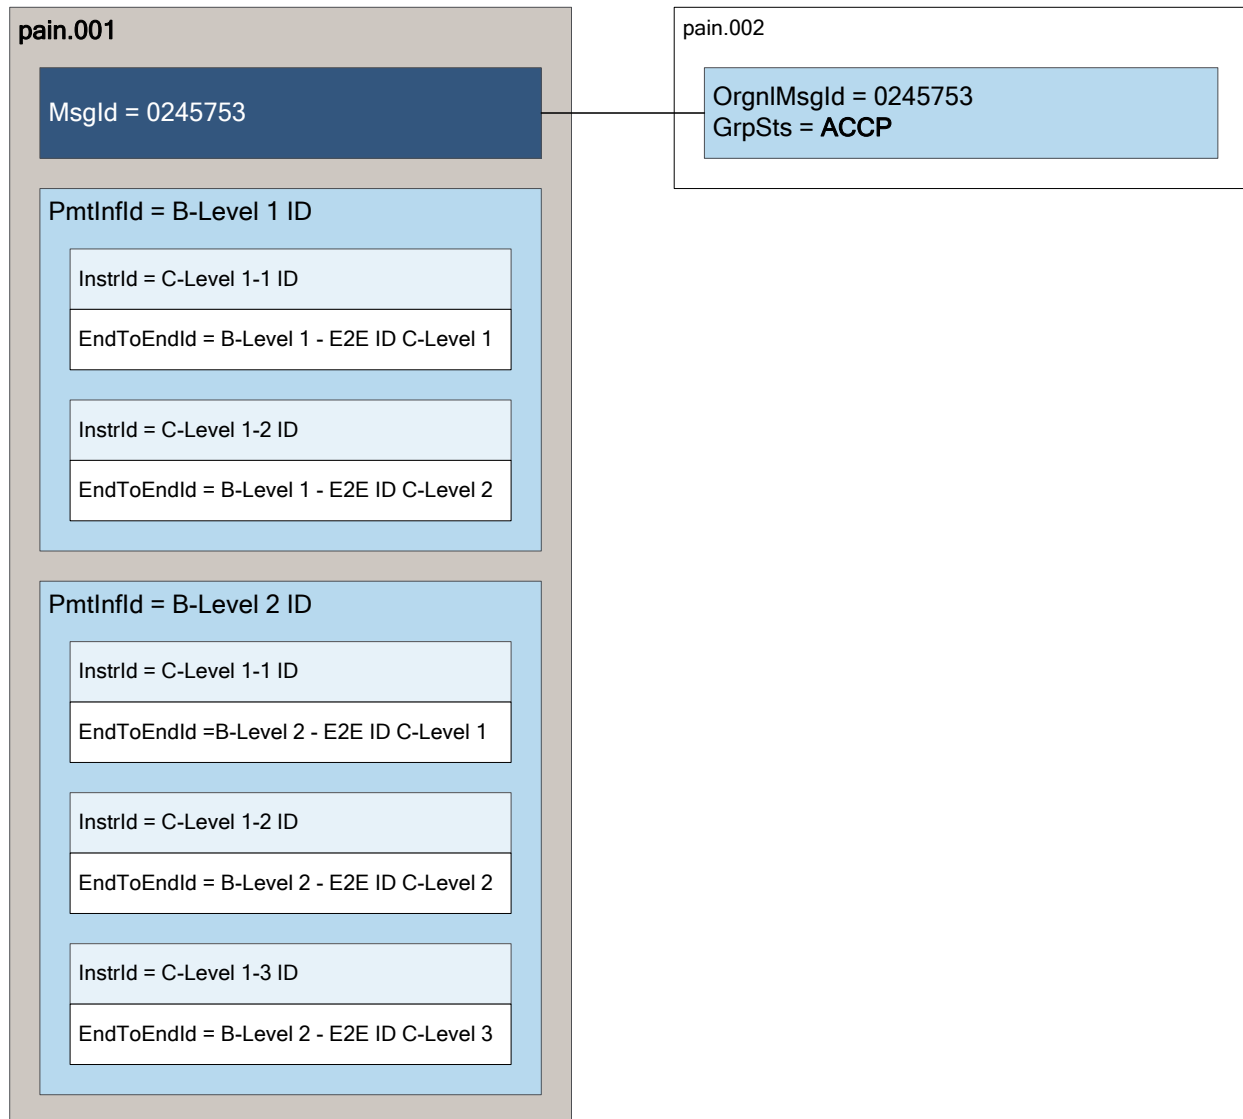 pain.001
MsgId = 0245753
PmtInfId = B-Level 1 ID
InstrId = C-Level 1-1 ID
EndToEndId = B-Level 1 - E2E ID C-Level 1
InstrId = C-Level 1-2 ID
EndToEndId = B-Level 1 - E2E ID C-Level 2
PmtInfId = B-Level 2 ID
InstrId = C-Level 1-1 ID
EndToEndId =B-Level 2 - E2E ID C-Level 1
InstrId = C-Level 1-2 ID
EndToEndId = B-Level 2 - E2E ID C-Level 2
InstrId = C-Level 1-3 ID
EndToEndId = B-Level 2 - E2E ID C-Level 3
pain.002
OrgnlMsgId = 0245753
GrpSts = ACCP